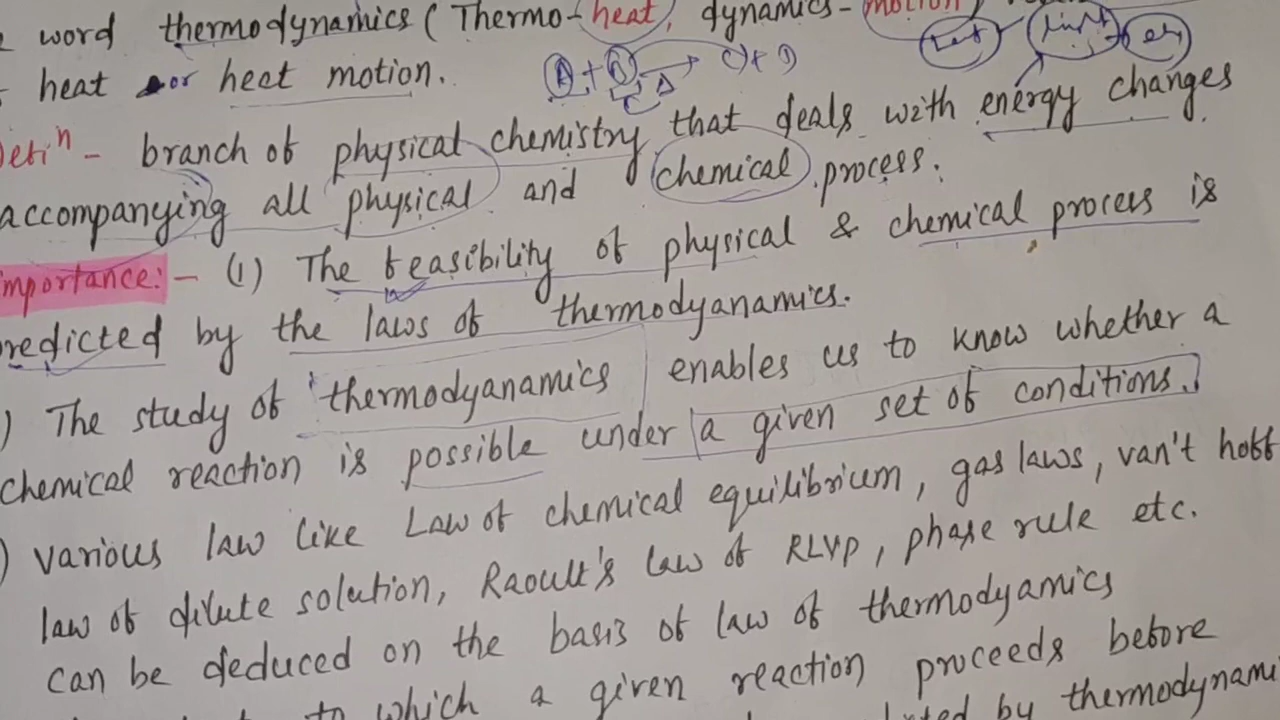 word thermodynamics (Thermo-heat, dynamics-motion)
heat or heat motion.
A + B → C + D
Defiⁿ - branch of physical chemistry that deals with energy changes
accompanying all physical and chemical process.
importance:- (1) The feasibility of physical & chemical process is
predicted by the laws of thermodyanamics.
) The study of thermodyanamics enables us to know whether a
chemical reaction is possible under a given set of conditions.
) various law like Law of chemical equilibrium, gas laws, van't hoff
law of dilute solution, Raoult's law of RLVP, phase rule etc.
can be deduced on the basis of law of thermodyamics
to which a given reaction proceeds before
by thermodynami